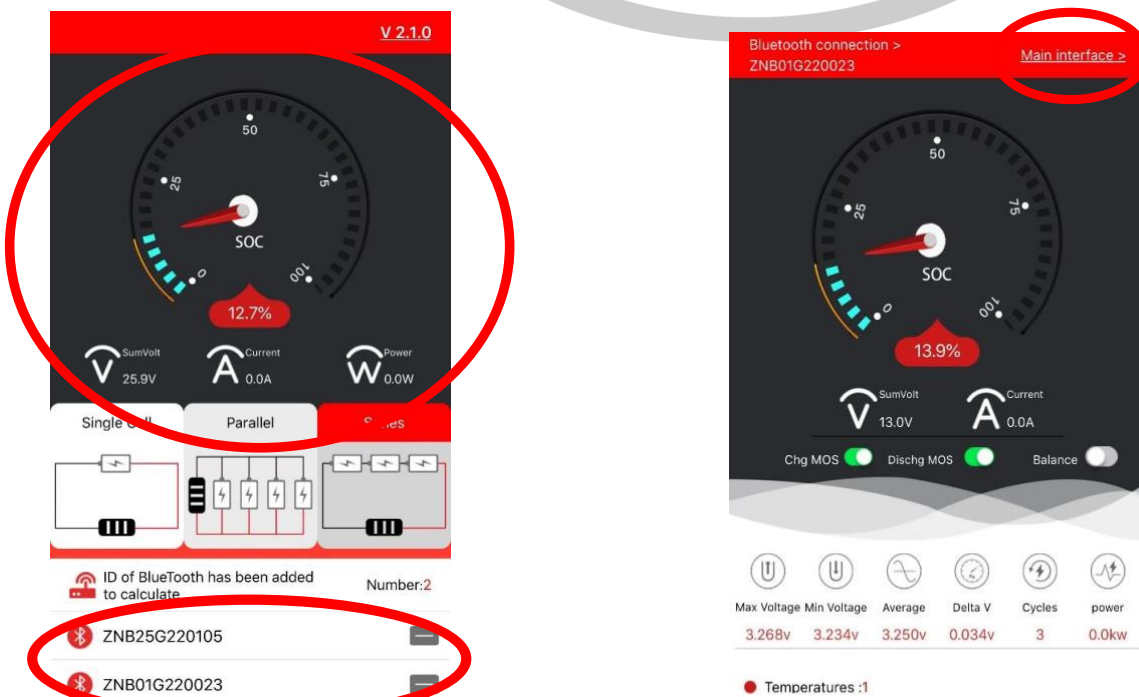 V 2.1.0
50
25
75
SOC
0
100
12.7%
SumVolt
V 25.9V
Current
A 0.0A
Power
W 0.0W
Single
Parallel
ID of BlueTooth has been added
to calculate
Number:2
ZNB25G220105
ZNB01G220023
Bluetooth connection >
ZNB01G220023
Main interface >
50
25
75
SOC
0
100
13.9%
SumVolt
V 13.0V
Current
A 0.0A
Chg MOS Dischg MOS Balance
Max Voltage Min Voltage Average Delta V Cycles power
3.268v 3.234v 3.250v 0.034v 3 0.0kw
Temperatures :1